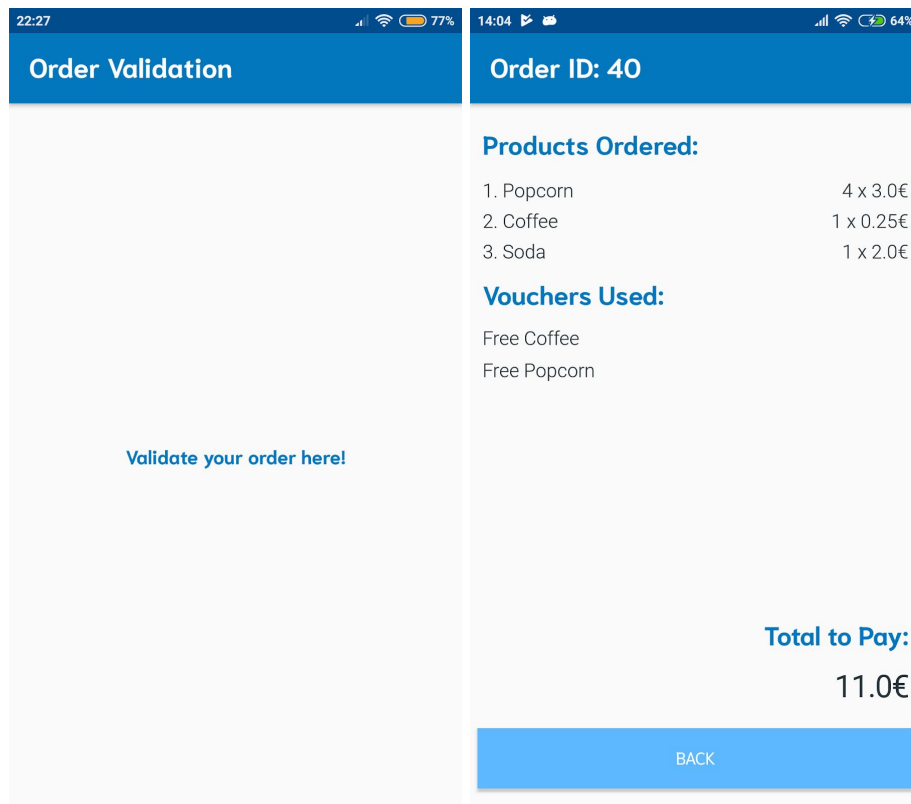 22:27
77%
Order Validation
Validate your order here!
14:04
64%
Order ID: 40
Products Ordered:
1. Popcorn 4 x 3.0€
2. Coffee 1 x 0.25€
3. Soda 1 x 2.0€
Vouchers Used:
Free Coffee
Free Popcorn
Total to Pay:
11.0€
BACK